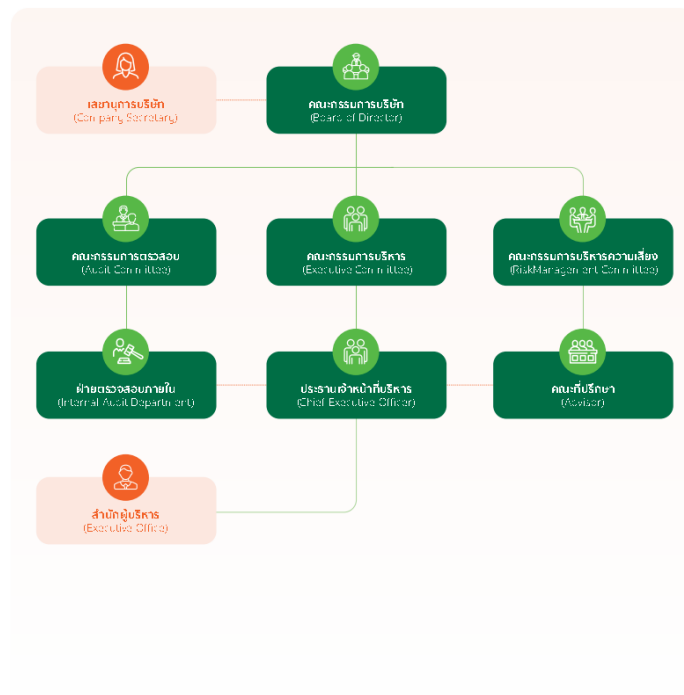 เลขานุการบริษัท
(Company Secretary)
คณะกรรมการบริษัท
(Board of Director)
คณะกรรมการตรวสอบ
(Audit Committee)
คณะกรรมการบริหาร
(Executive Committee)
คณะกรรมการบริหารความเสี่ยง
(RiskManagement Committee)
ฝ่ายตรวจสอบภายใน
(Internal Audit Department)
ประธานเจ้าหน้าที่บริหาร
(Chief Executive Officer)
คณะที่ปรึกษา
(Advisor)
สำนักผู้บริหาร
(Executive Office)